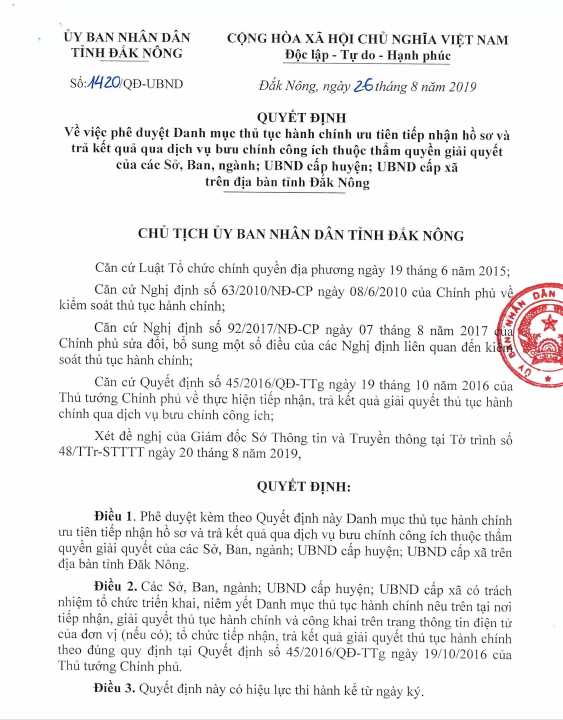 ỦY BAN NHÂN DÂN
TỈNH ĐẮK NÔNG
CỘNG HÒA XÃ HỘI CHỦ NGHĨA VIỆT NAM
Độc lập - Tự do - Hạnh phúc
Số:1420/QĐ-UBND
Đắk Nông, ngày 26 tháng 8 năm 2019
QUYẾT ĐỊNH
Về việc phê duyệt Danh mục thủ tục hành chính ưu tiên tiếp nhận hồ sơ và
trả kết quả qua dịch vụ bưu chính công ích thuộc thẩm quyền giải quyết
của các Sở, Ban, ngành; UBND cấp huyện; UBND cấp xã
trên địa bàn tỉnh Đắk Nông
CHỦ TỊCH ỦY BAN NHÂN DÂN TỈNH ĐẮK NÔNG
Căn cứ Luật Tổ chức chính quyền địa phương ngày 19 tháng 6 năm 2015;
Căn cứ Nghị định số 63/2010/NĐ-CP ngày 08/6/2010 của Chính phủ về
kiểm soát thủ tục hành chính;
Căn cứ Nghị định số 92/2017/NĐ-CP ngày 07 tháng 8 năm 2017 của
Chính phủ sửa đổi, bổ sung một số điều của các Nghị định liên quan đến kiểm
soát thủ tục hành chính;
Căn cứ Quyết định số 45/2016/QĐ-TTg ngày 19 tháng 10 năm 2016 của
Thủ tướng Chính phủ về thực hiện tiếp nhận, trả kết quả giải quyết thủ tục hành
chính qua dịch vụ bưu chính công ích;
Xét đề nghị của Giám đốc Sở Thông tin và Truyền thông tại Tờ trình số
48/TTr-STTTT ngày 20 tháng 8 năm 2019,
ỦY BAN NHÂN DÂN
QUYẾT ĐỊNH:
Điều 1. Phê duyệt kèm theo Quyết định này Danh mục thủ tục hành chính
ưu tiên tiếp nhận hồ sơ và trả kết quả qua dịch vụ bưu chính công ích thuộc thẩm
quyền giải quyết của các Sở, Ban, ngành; UBND cấp huyện; UBND cấp xã trên
địa bàn tỉnh Đăk Nông.
Điều 2. Các Sở, Ban, ngành; UBND cấp huyện; UBND cấp xã có trách
nhiệm tổ chức triển khai, niêm yết Danh mục thủ tục hành chính nêu trên tại nơi
tiếp nhận, giải quyết thủ tục hành chính và công khai trên trang thông tin điện tử
của đơn vị (nếu có); tổ chức tiếp nhận, trả kết quả giải quyết thủ tục hành chính
theo đúng quy định tại Quyết định số 45/2016/QĐ-TTg ngày 19/10/2016 của
Thủ tướng Chính phủ.
Điều 3. Quyết định này có hiệu lực thi hành kể từ ngày ký.